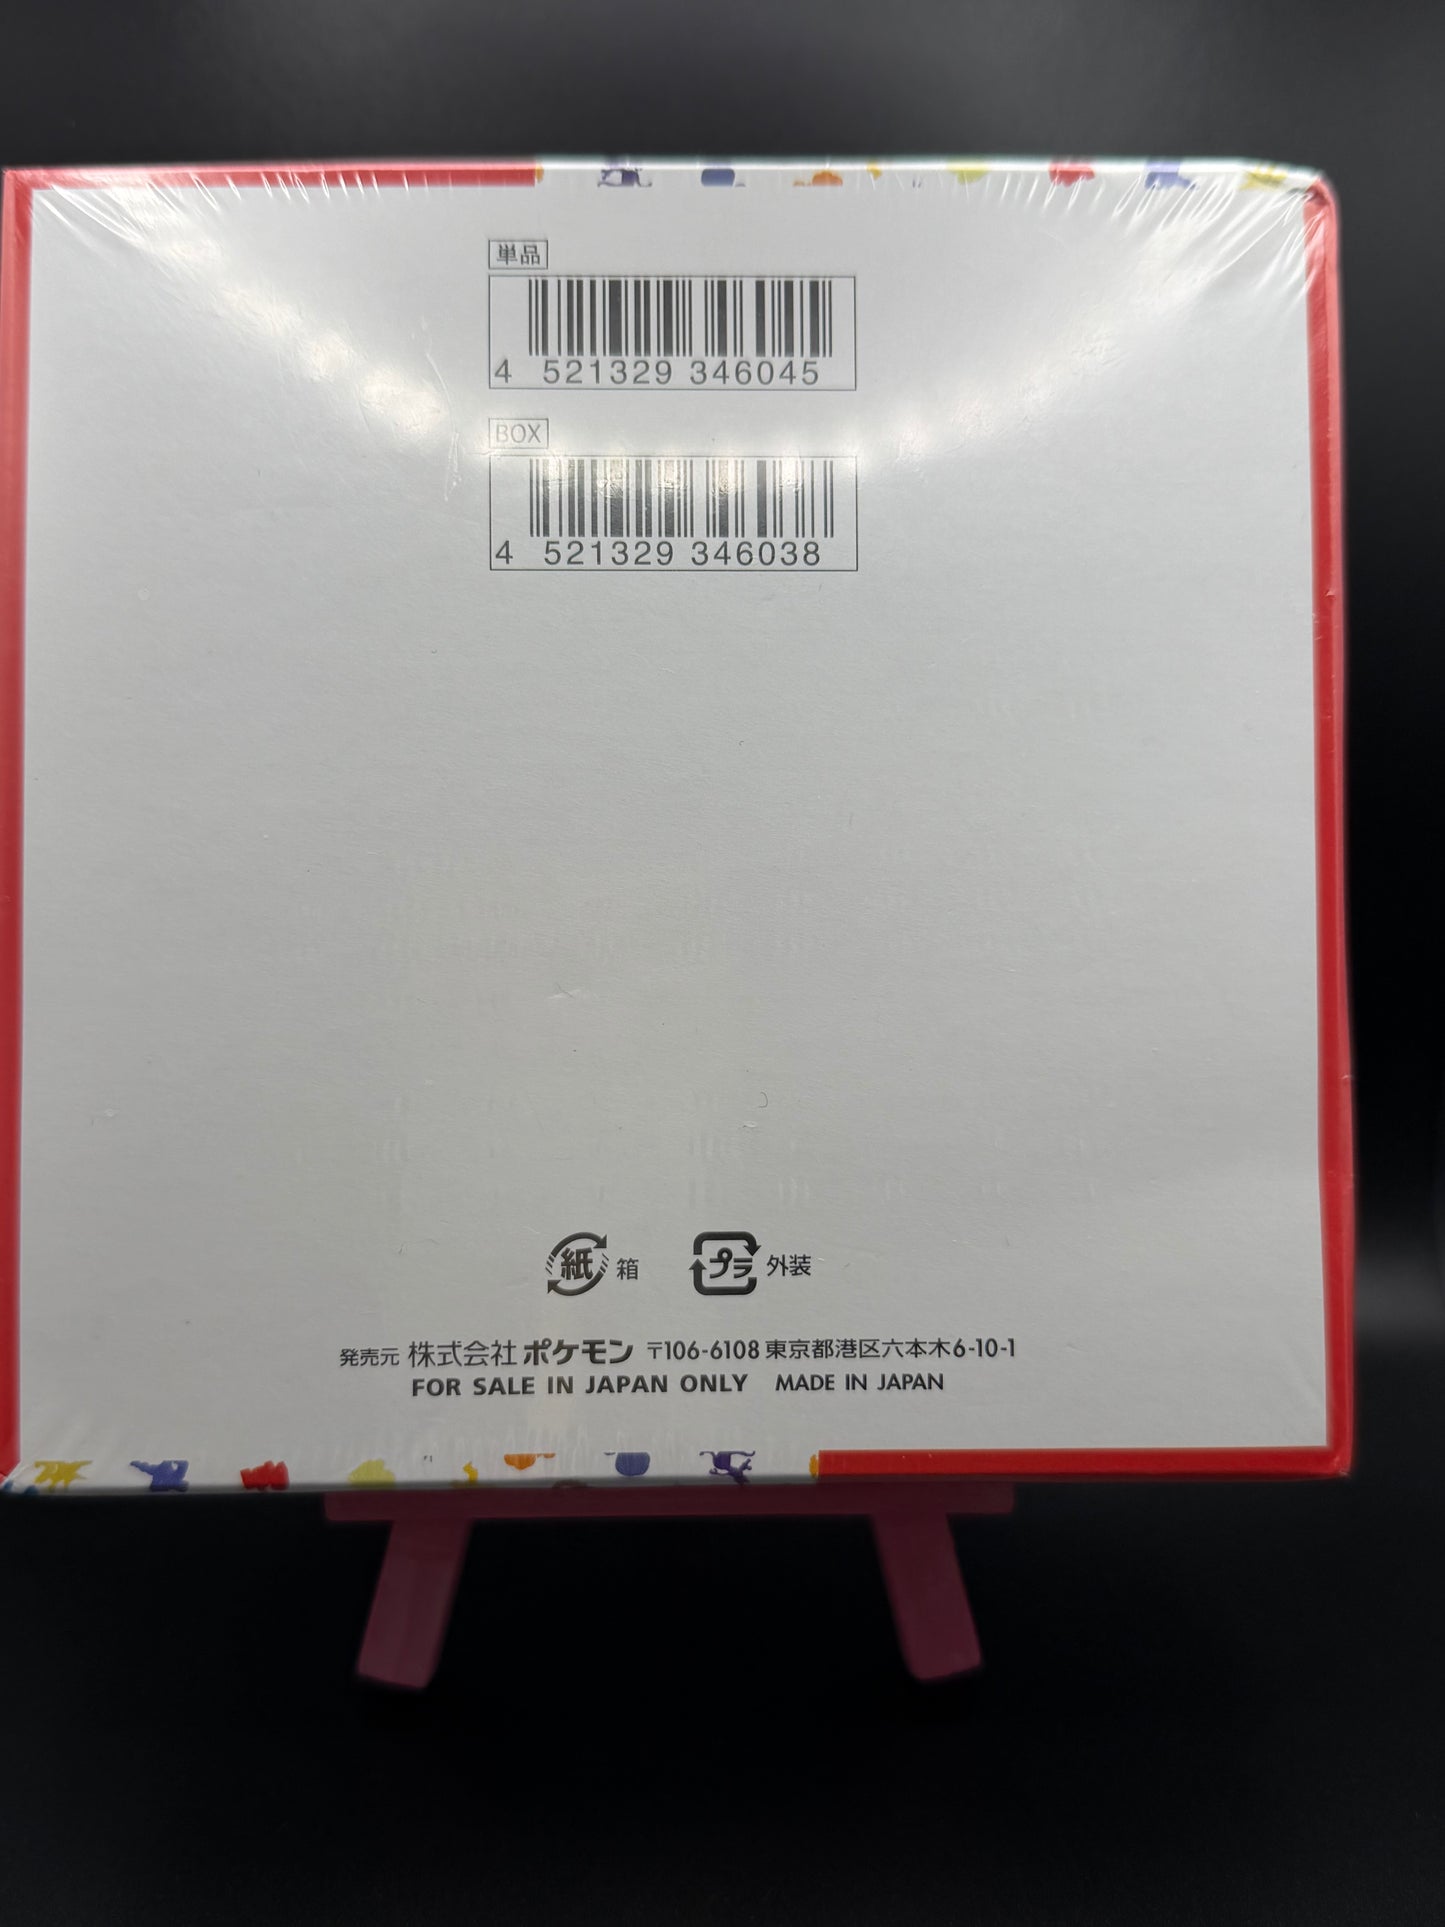 単品
4 521329 346045
BOX
4 521329 346038
紙 箱 プラ 外装
発売元 株式会社ポケモン 〒106-6108 東京都港区六本木6-10-1
FOR SALE IN JAPAN ONLY MADE IN JAPAN